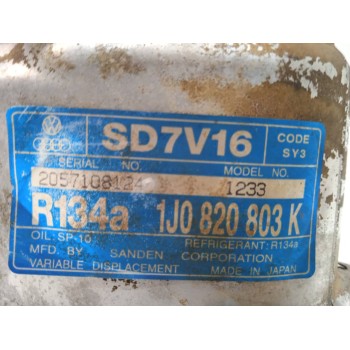 SD7V16
CODE
SY3
SERIAL NO.
MODEL NO.
1233
R134a 1J0 820 803 K
OIL: SP-10
REFRIGERANT: R134a
MFD. BY SANDEN CORPORATION
VARIABLE DISPLACEMENT MADE IN JAPAN